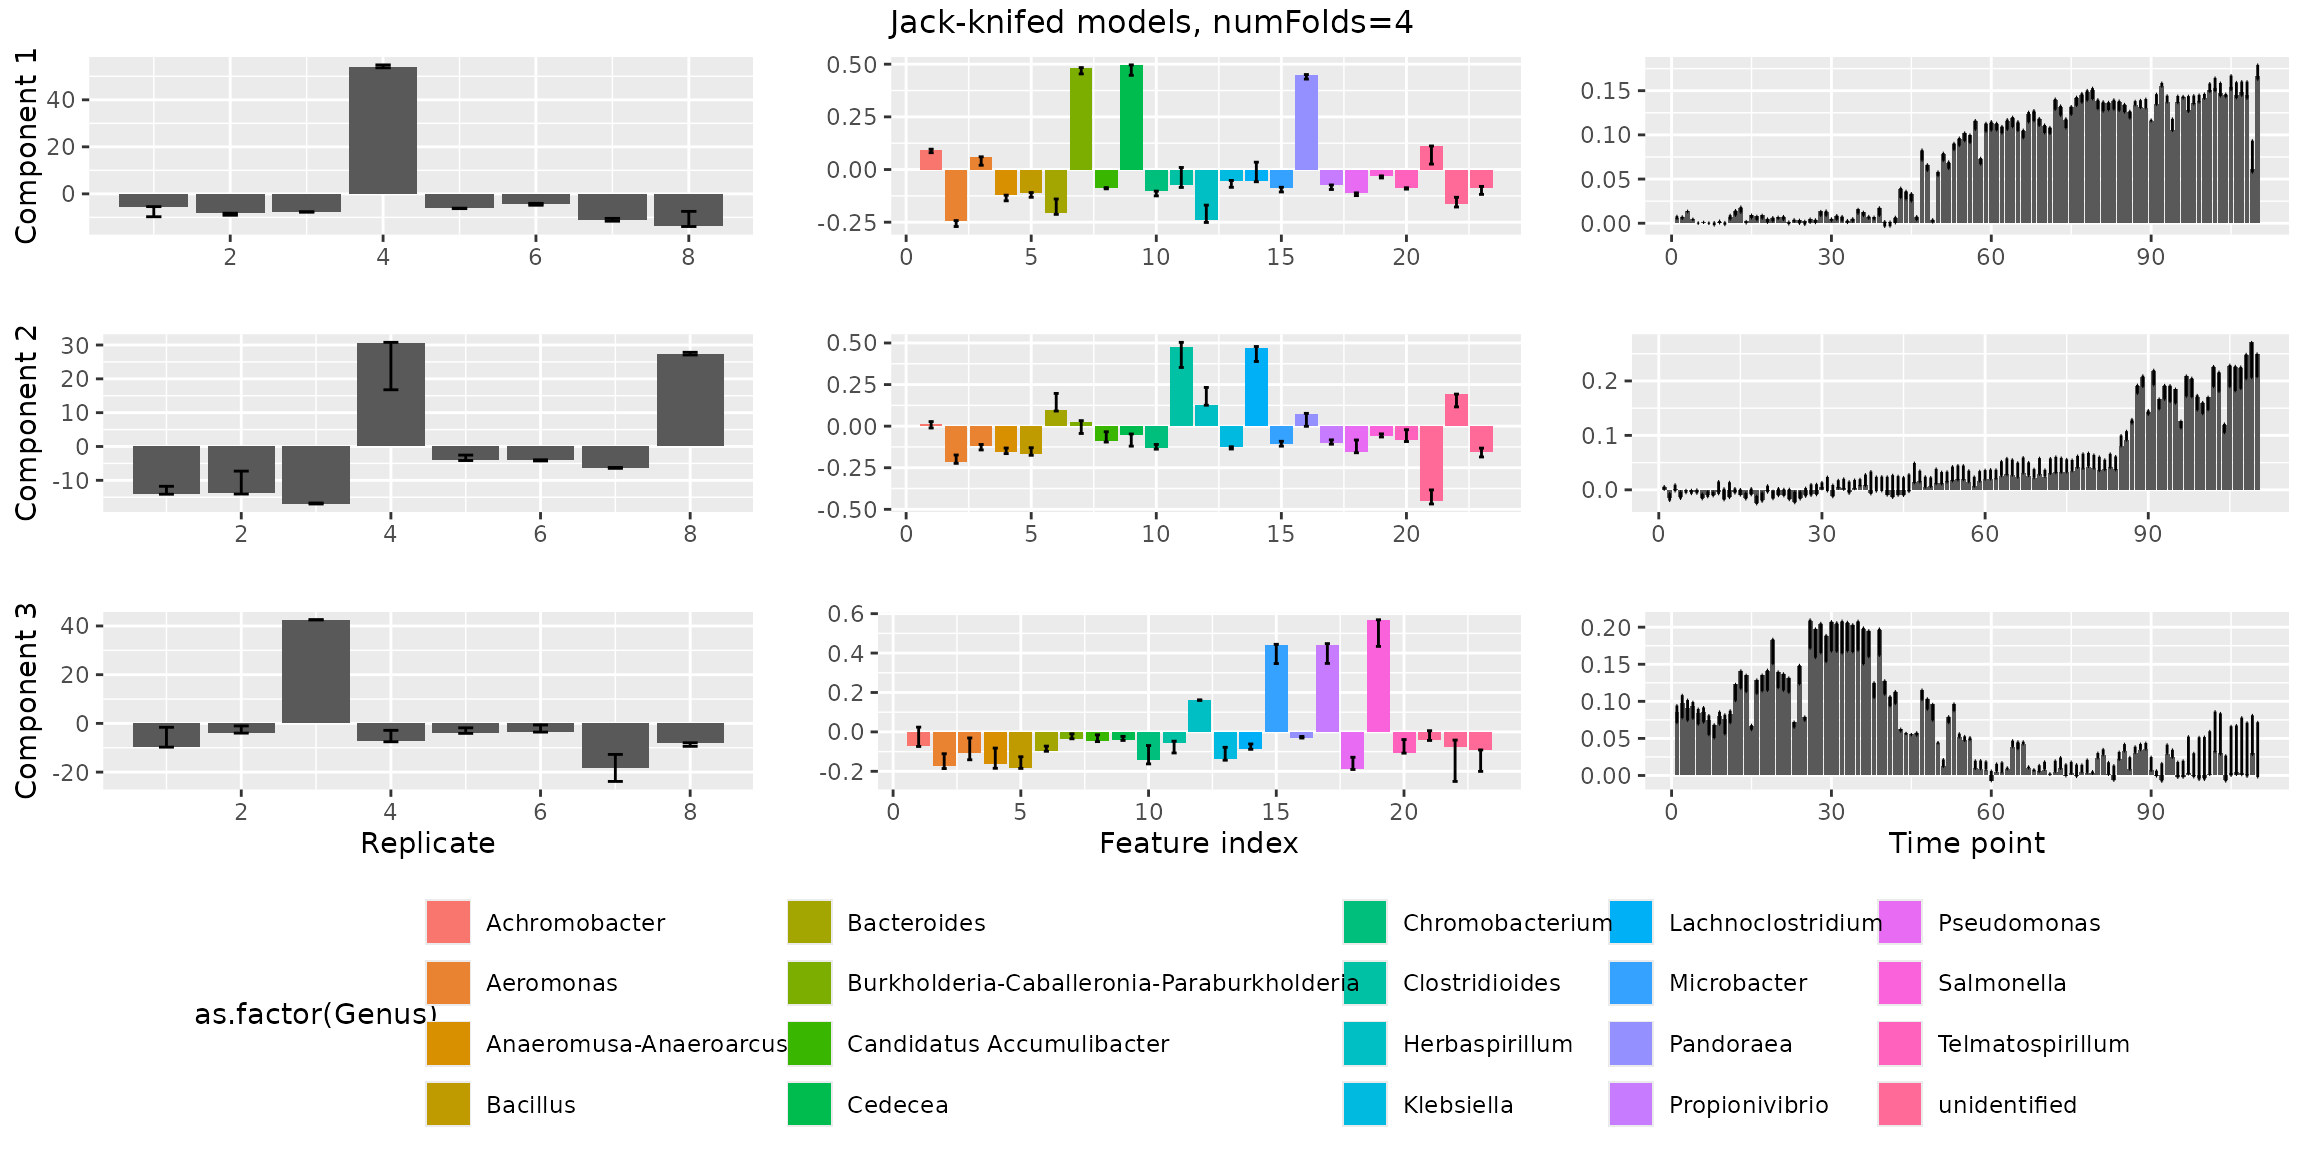 Jack-knifed models, numFolds=4
Component 1
40
20
0
2 4 6 8
0.50
0.25
0.00
-0.25
0 5 10 15 20
0.15
0.10
0.05
0.00
0 30 60 90
Component 2
30
20
10
0
-10
2 4 6 8
0.50
0.25
0.00
-0.25
-0.50
0 5 10 15 20
0.2
0.1
0.0
0 30 60 90
Component 3
40
20
0
-20
2 4 6 8
Replicate
0.6
0.4
0.2
0.0
-0.2
0 5 10 15 20
Feature index
0.20
0.15
0.10
0.05
0.00
0 30 60 90
Time point
as.factor(Genus)
Achromobacter
Aeromonas
Anaeromusa-Anaeroarcus
Bacillus
Bacteroides
Burkholderia-Caballeronia-Paraburkholderia
Candidatus Accumulibacter
Cedecea
Chromobacterium
Clostridioides
Herbaspirillum
Klebsiella
Lachnoclostridium
Microbacter
Pandoraea
Propionivibrio
Pseudomonas
Salmonella
Telmatospirillum
unidentified